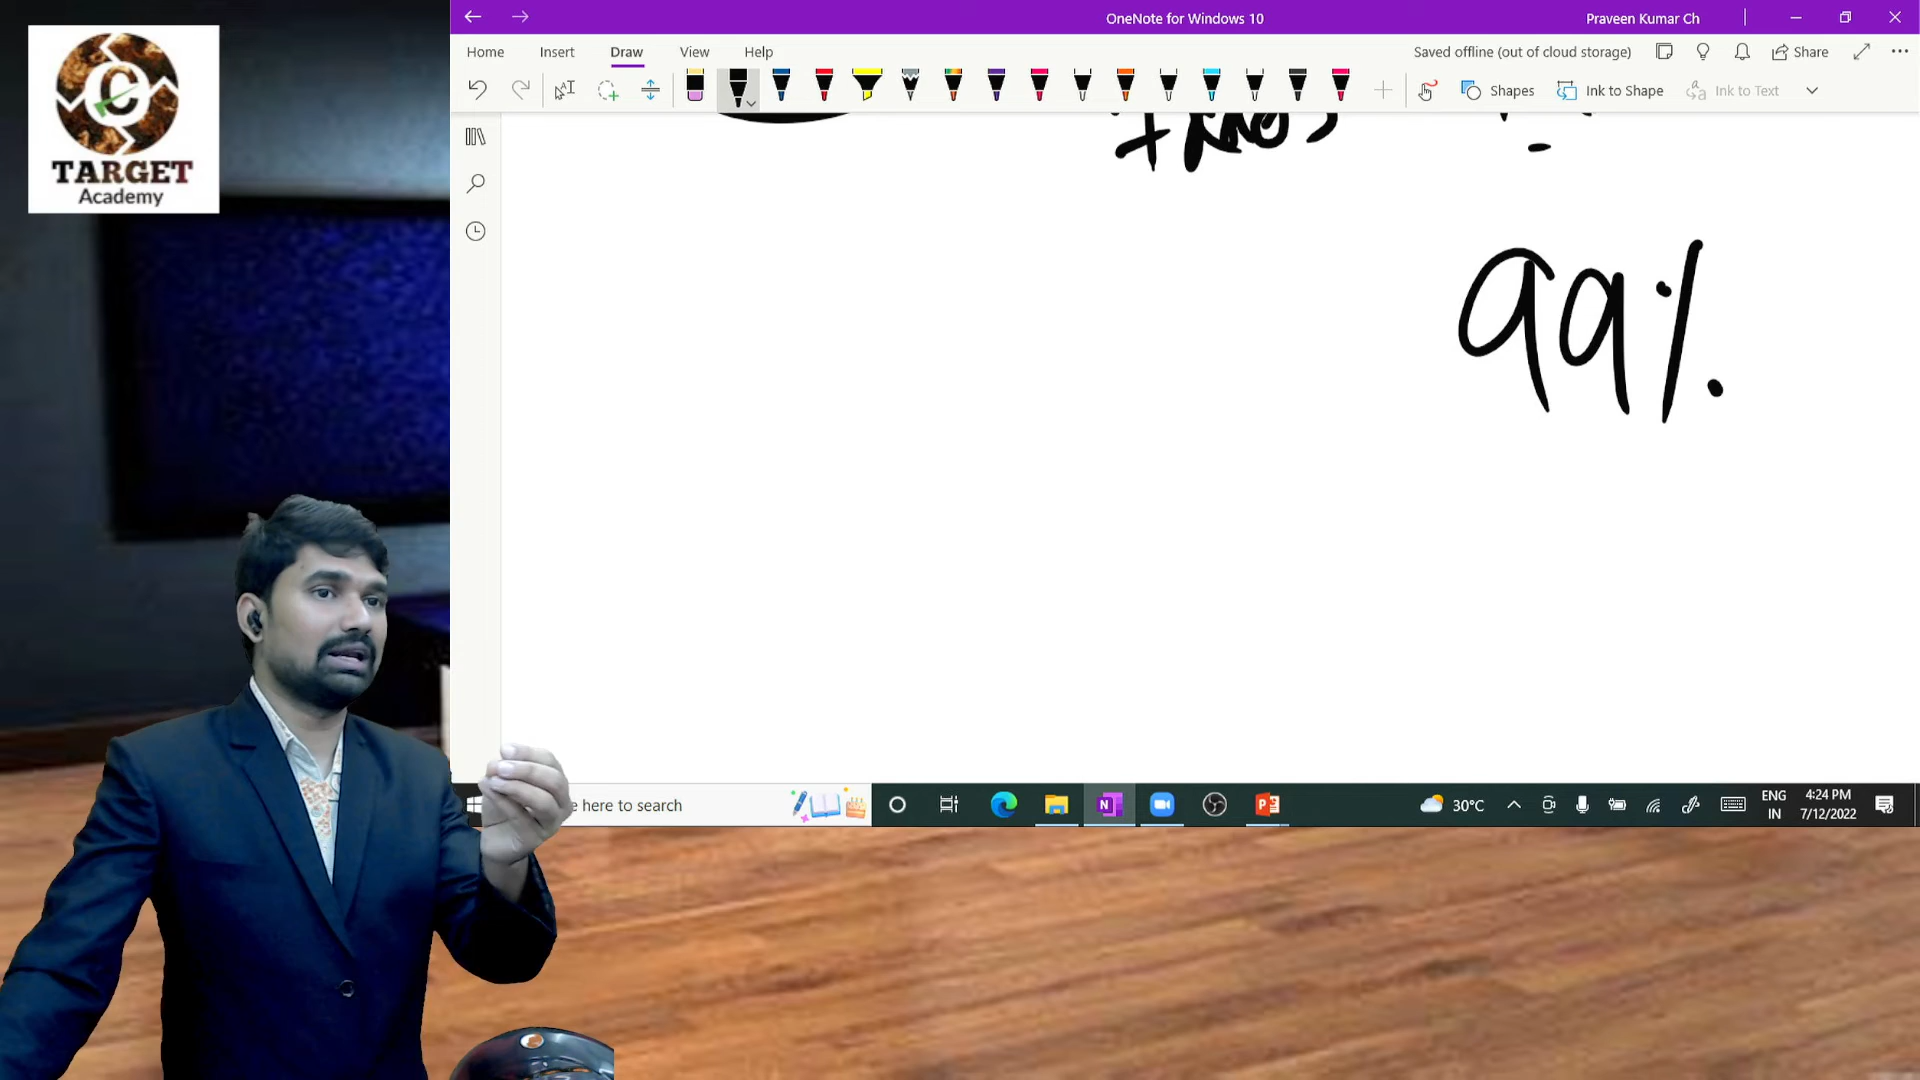 TARGET
Academy
OneNote for Windows 10
Praveen Kumar Ch
Home Insert Draw View Help
Saved offline (out of cloud storage)
Share
Shapes
Ink to Shape
Ink to Text
99%
e here to search
30°C
ENG
IN
4:24 PM
7/12/2022